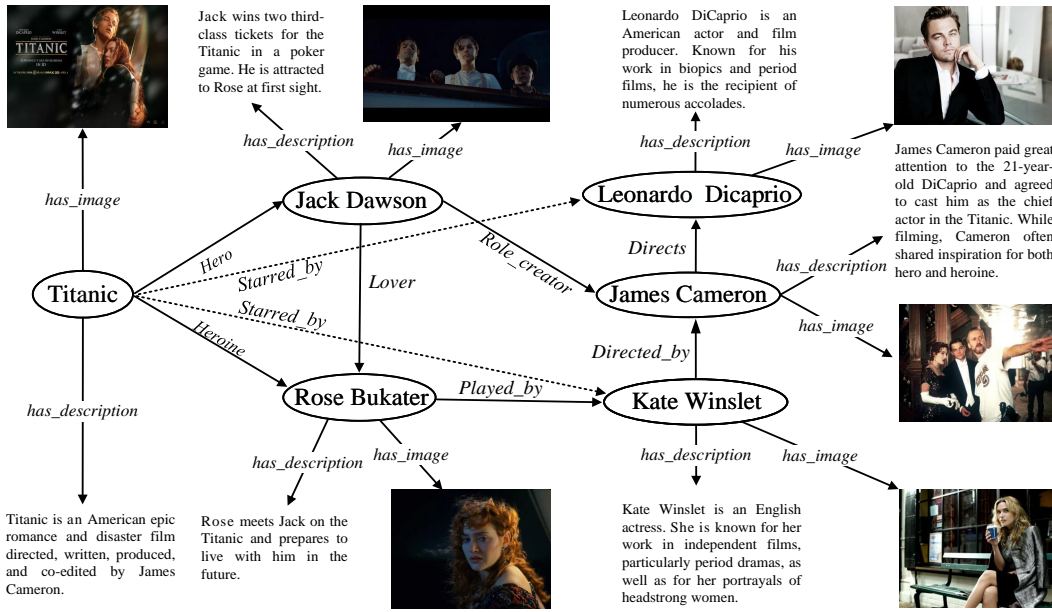 TITANIC
Jack wins two third-
class tickets for the
Titanic in a poker
game. He is attracted
to Rose at first sight.
Leonardo DiCaprio is an
American actor and film
producer. Known for his
work in biopics and period
films, he is the recipient of
numerous accolades.
has_description
has_image
has_description
has_image
James Cameron paid great
attention to the 21-year-
old DiCaprio and agreed
to cast him as the chief
actor in the Titanic. While
filming, Cameron often
shared inspiration for both
hero and heroine.
has_image
Jack Dawson
Leonardo Dicaprio
Hero
Starred_by
Role_creator
Directs
Lover
has_description
Titanic
James Cameron
Starred_by
has_image
Heroine
Directed_by
has_description
Rose Bukater
Played_by
Kate Winslet
has_description
has_image
has_description
has_image
Titanic is an American epic
romance and disaster film
directed, written, produced,
and co-edited by James
Cameron.
Rose meets Jack on the
Titanic and prepares to
live with him in the
future.
Kate Winslet is an English
actress. She is known for her
work in independent films,
particularly period dramas, as
well as for her portrayals of
headstrong women.